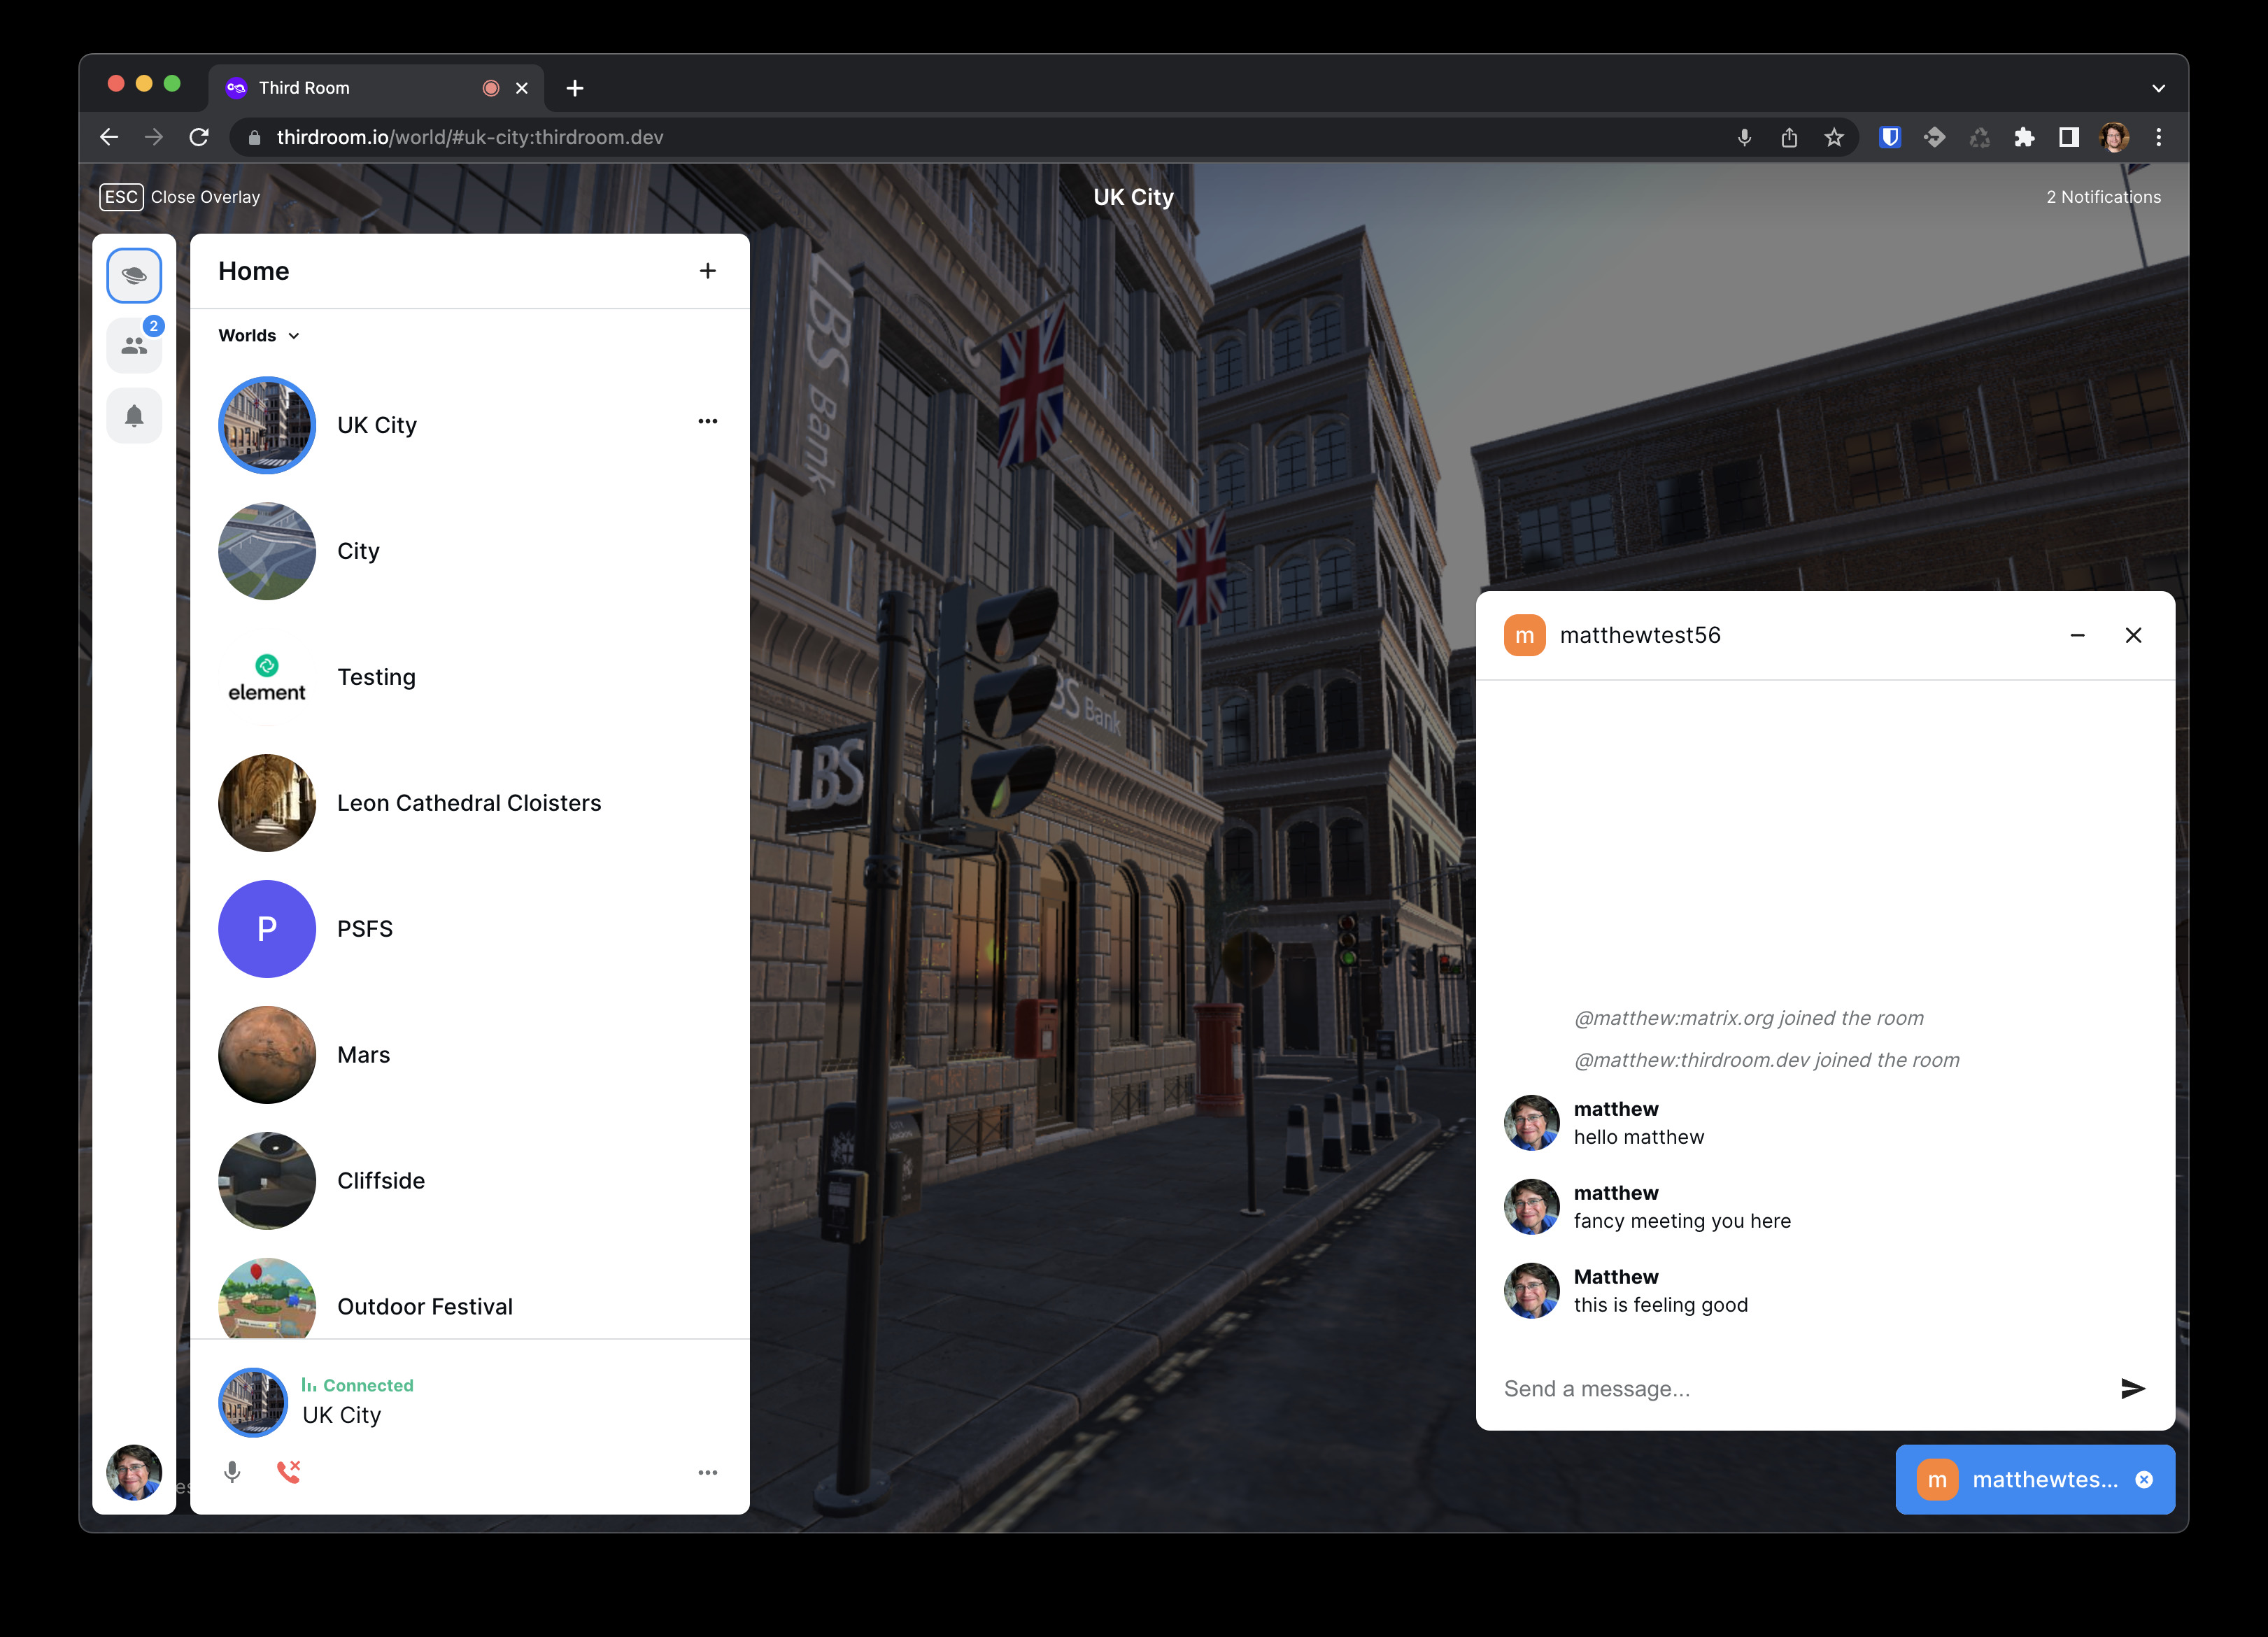 Third Room
thirdroom.io/world/#uk-city:thirdroom.dev
ESC Close Overlay
UK City
2 Notifications
Home
2
Worlds
UK City
City
element
Testing
Leon Cathedral Cloisters
P
PSFS
Mars
Cliffside
Outdoor Festival
Connected
UK City
LBS Bank
LBS
BS Bank
m
matthewtest56
@matthew:matrix.org joined the room
@matthew:thirdroom.dev joined the room
matthew
hello matthew
matthew
fancy meeting you here
Matthew
this is feeling good
Send a message...
m
matthewtes...